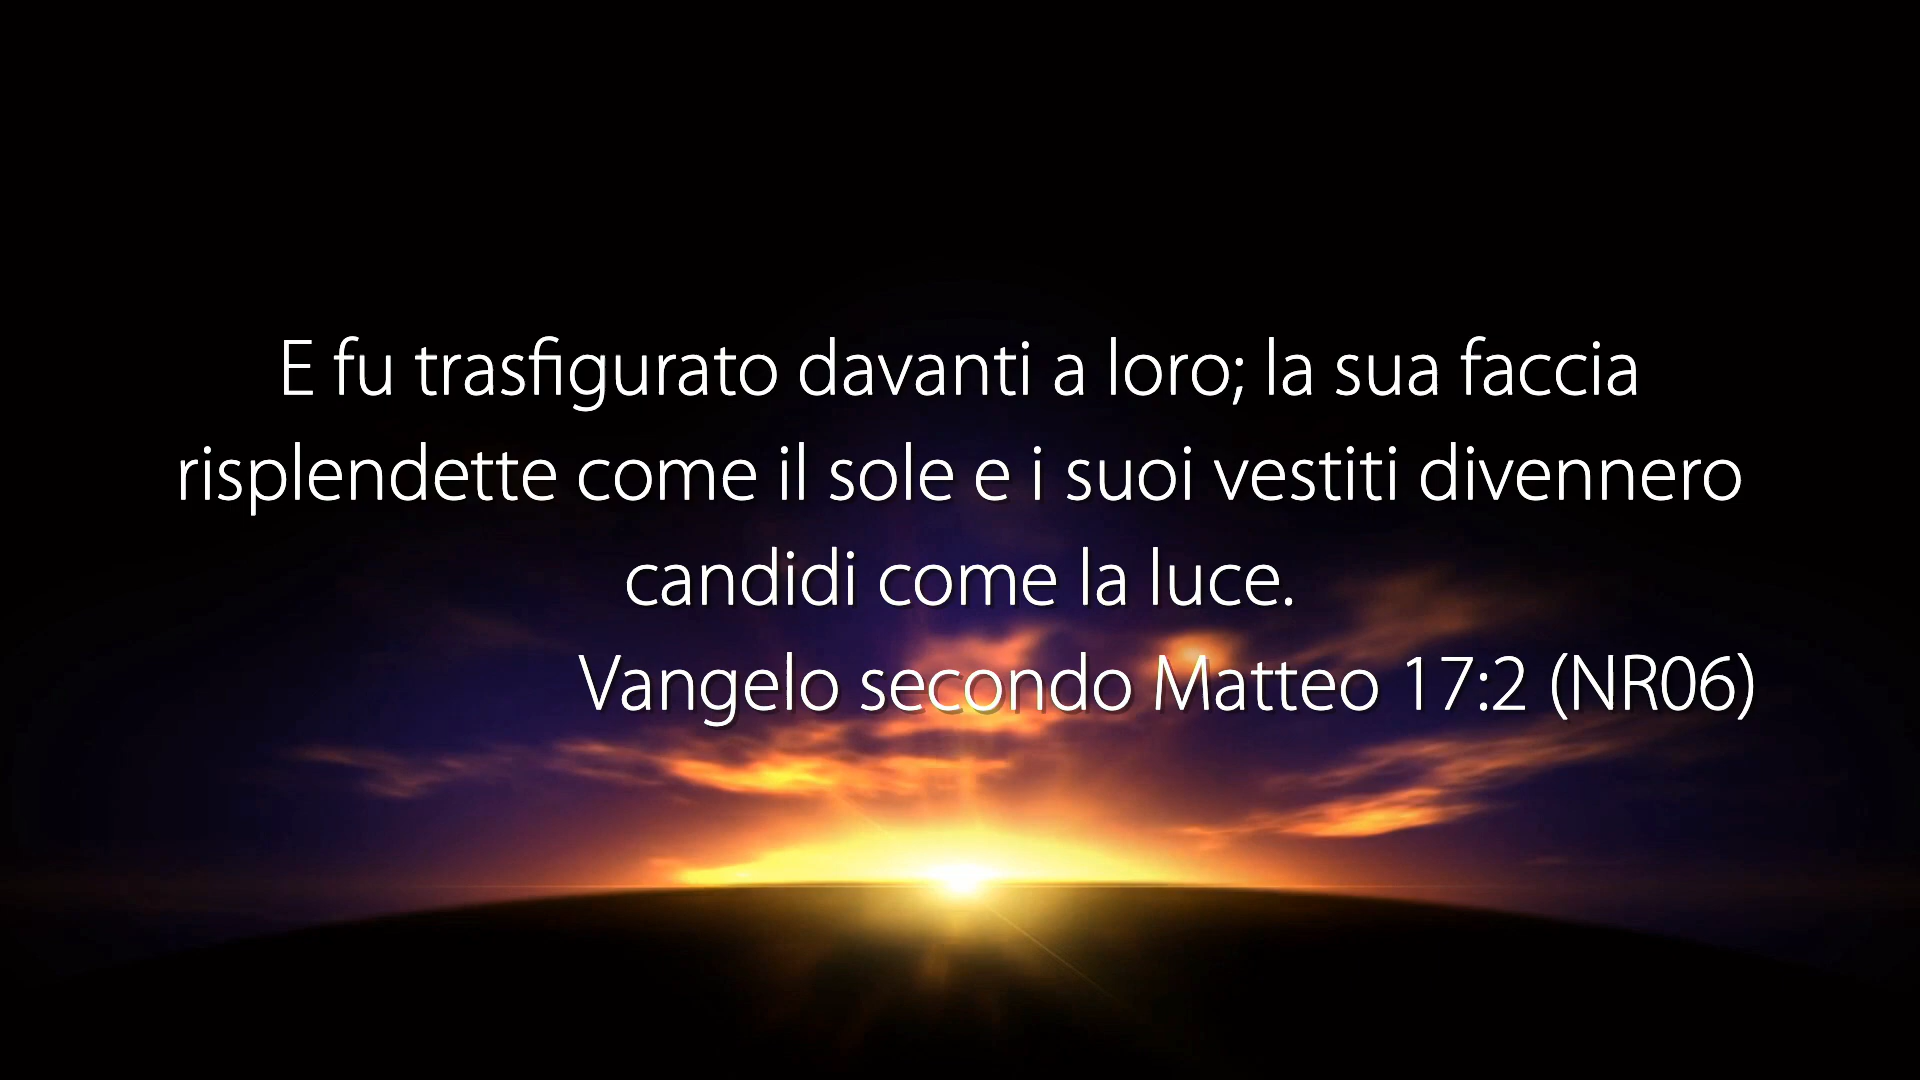 E fu trasfigurato davanti a loro; la sua faccia
risplendette come il sole e i suoi vestiti divennero
candidi come la luce.
Vangelo secondo Matteo 17:2 (NR06)